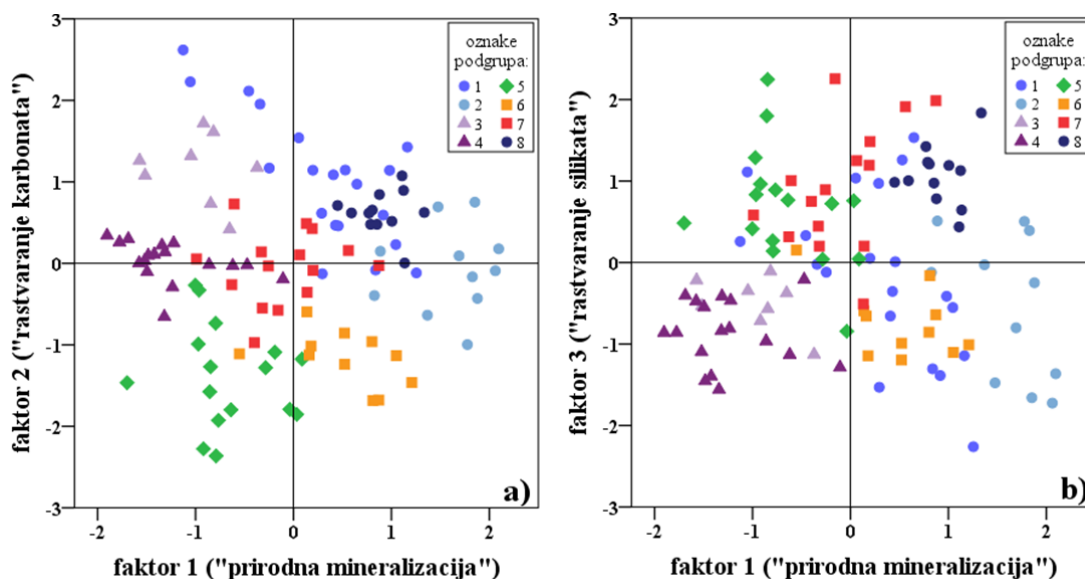 3
2
1
0
-1
-2
-3
-2 -1 0 1 2
faktor 2 ("rastvaranje karbonata")
faktor 1 ("prirodna mineralizacija")
oznake
podgrupa:
1 5
2 6
3 7
4 8
a)
3
2
1
0
-1
-2
-3
-2 -1 0 1 2
faktor 3 ("rastvaranje silikata")
faktor 1 ("prirodna mineralizacija")
oznake
podgrupa:
1 5
2 6
3 7
4 8
b)